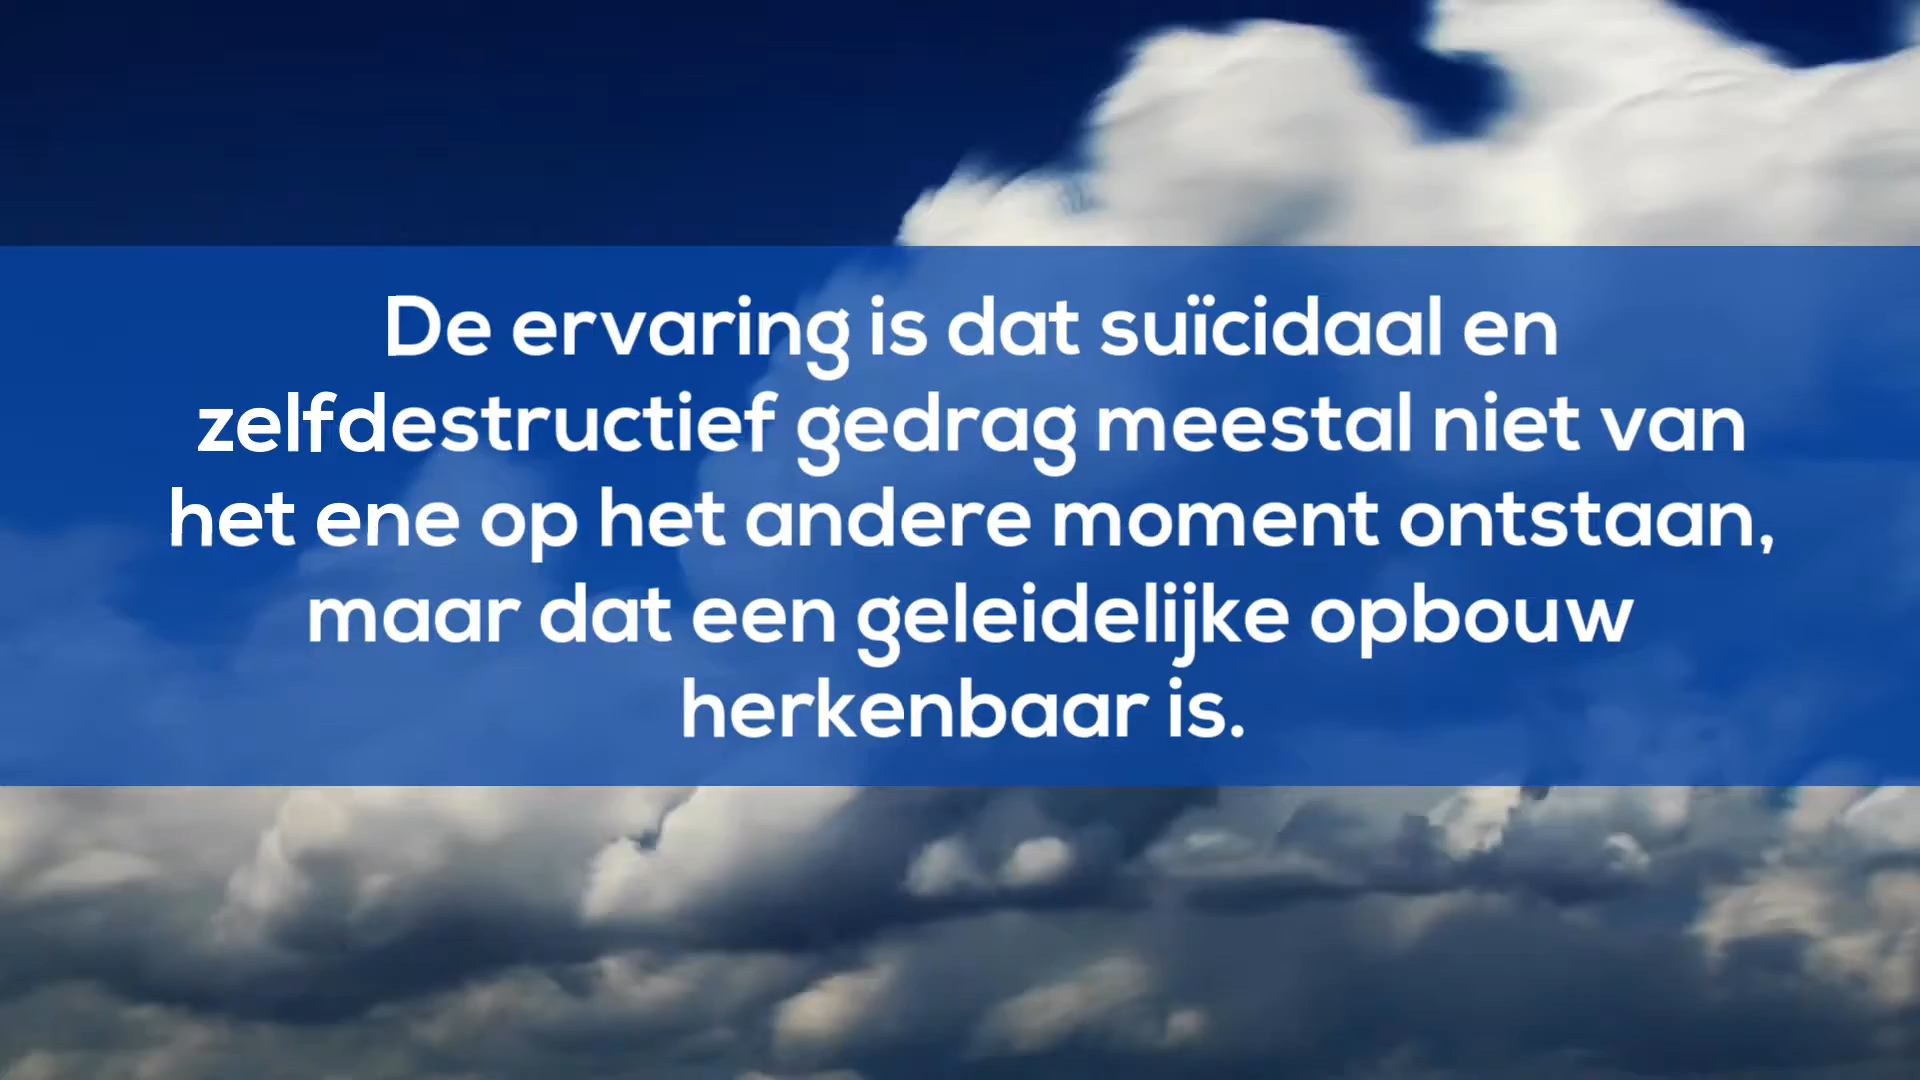 De ervaring is dat suïcidaal en
zelfdestructief gedrag meestal niet van
het ene op het andere moment ontstaan,
maar dat een geleidelijke opbouw
herkenbaar is.